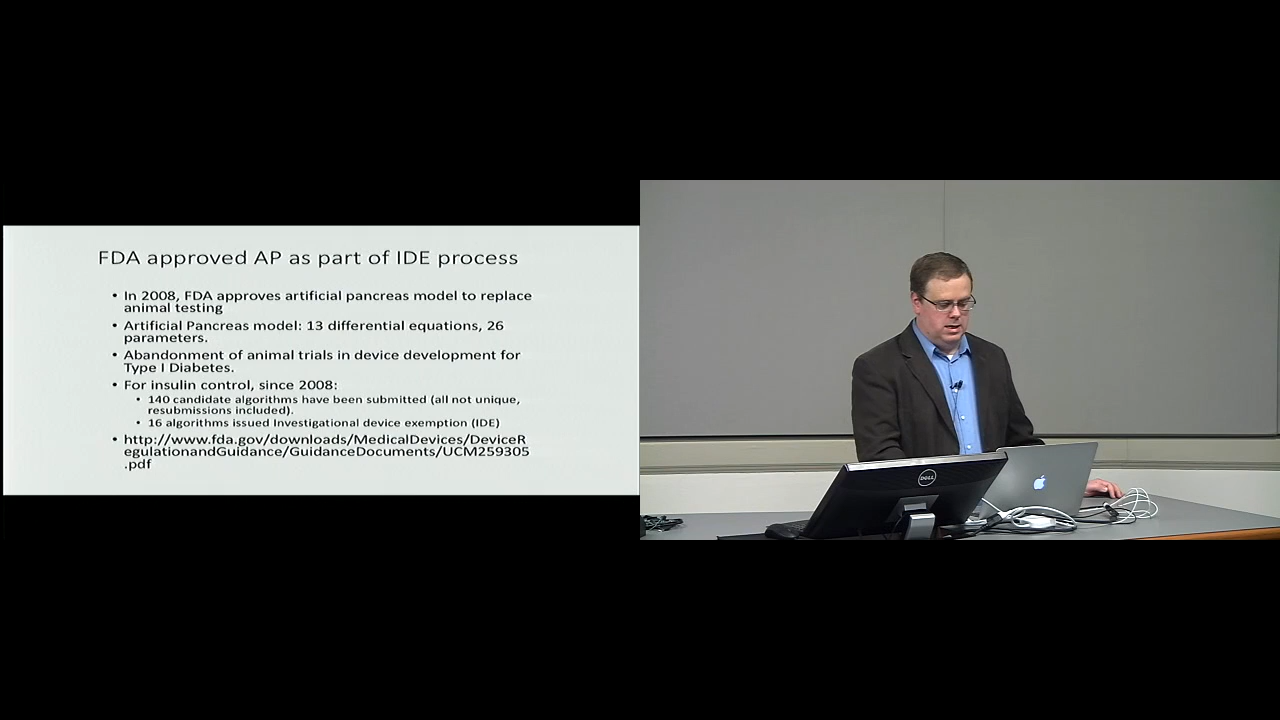 FDA approved AP as part of IDE process
• In 2008, FDA approves artificial pancreas model to replace
animal testing
• Artificial Pancreas model: 13 differential equations, 26
parameters.
• Abandonment of animal trials in device development for
Type I Diabetes.
• For insulin control, since 2008:
• 140 candidate algorithms have been submitted (all not unique,
resubmissions included).
• 16 algorithms issued Investigational device exemption (IDE)
• http://www.fda.gov/downloads/MedicalDevices/DeviceR
egulationandGuidance/GuidanceDocuments/UCM259305
.pdf
DELL